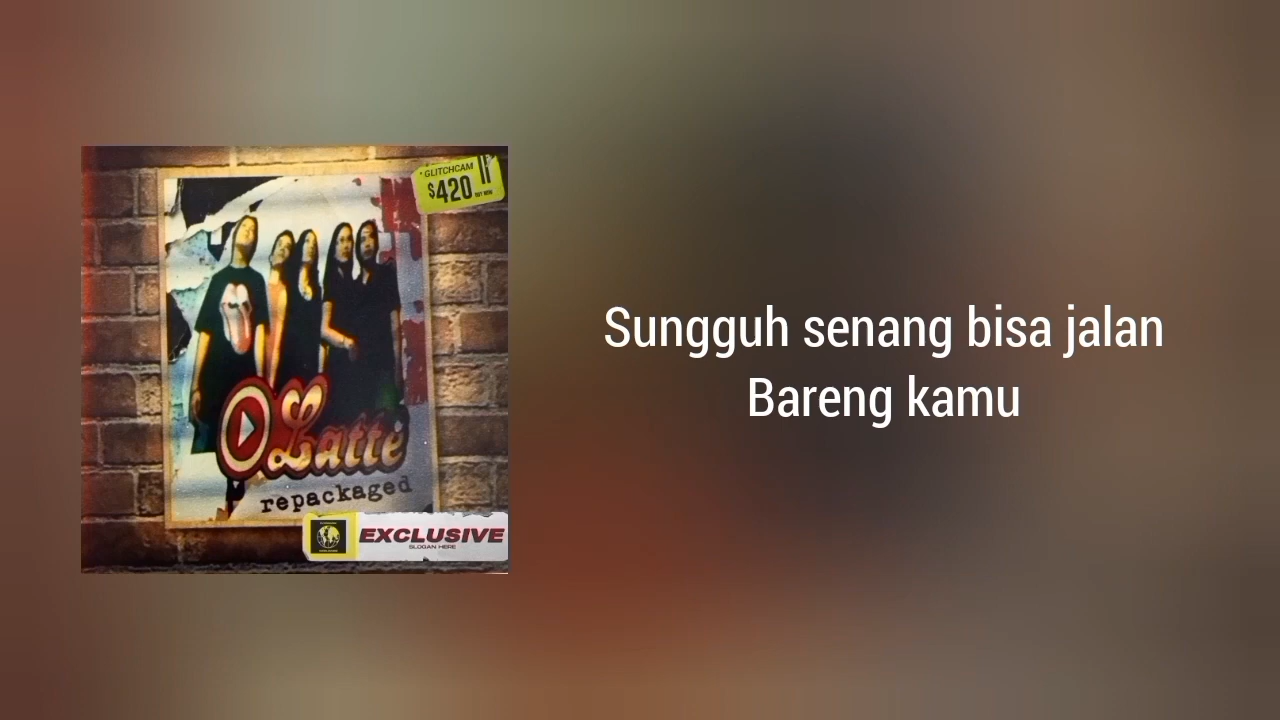 * GLITCHCAM
$420
Latte
repackaged
EXCLUSIVE
SLOGAN HERE
Sungguh senang bisa jalan
Bareng kamu